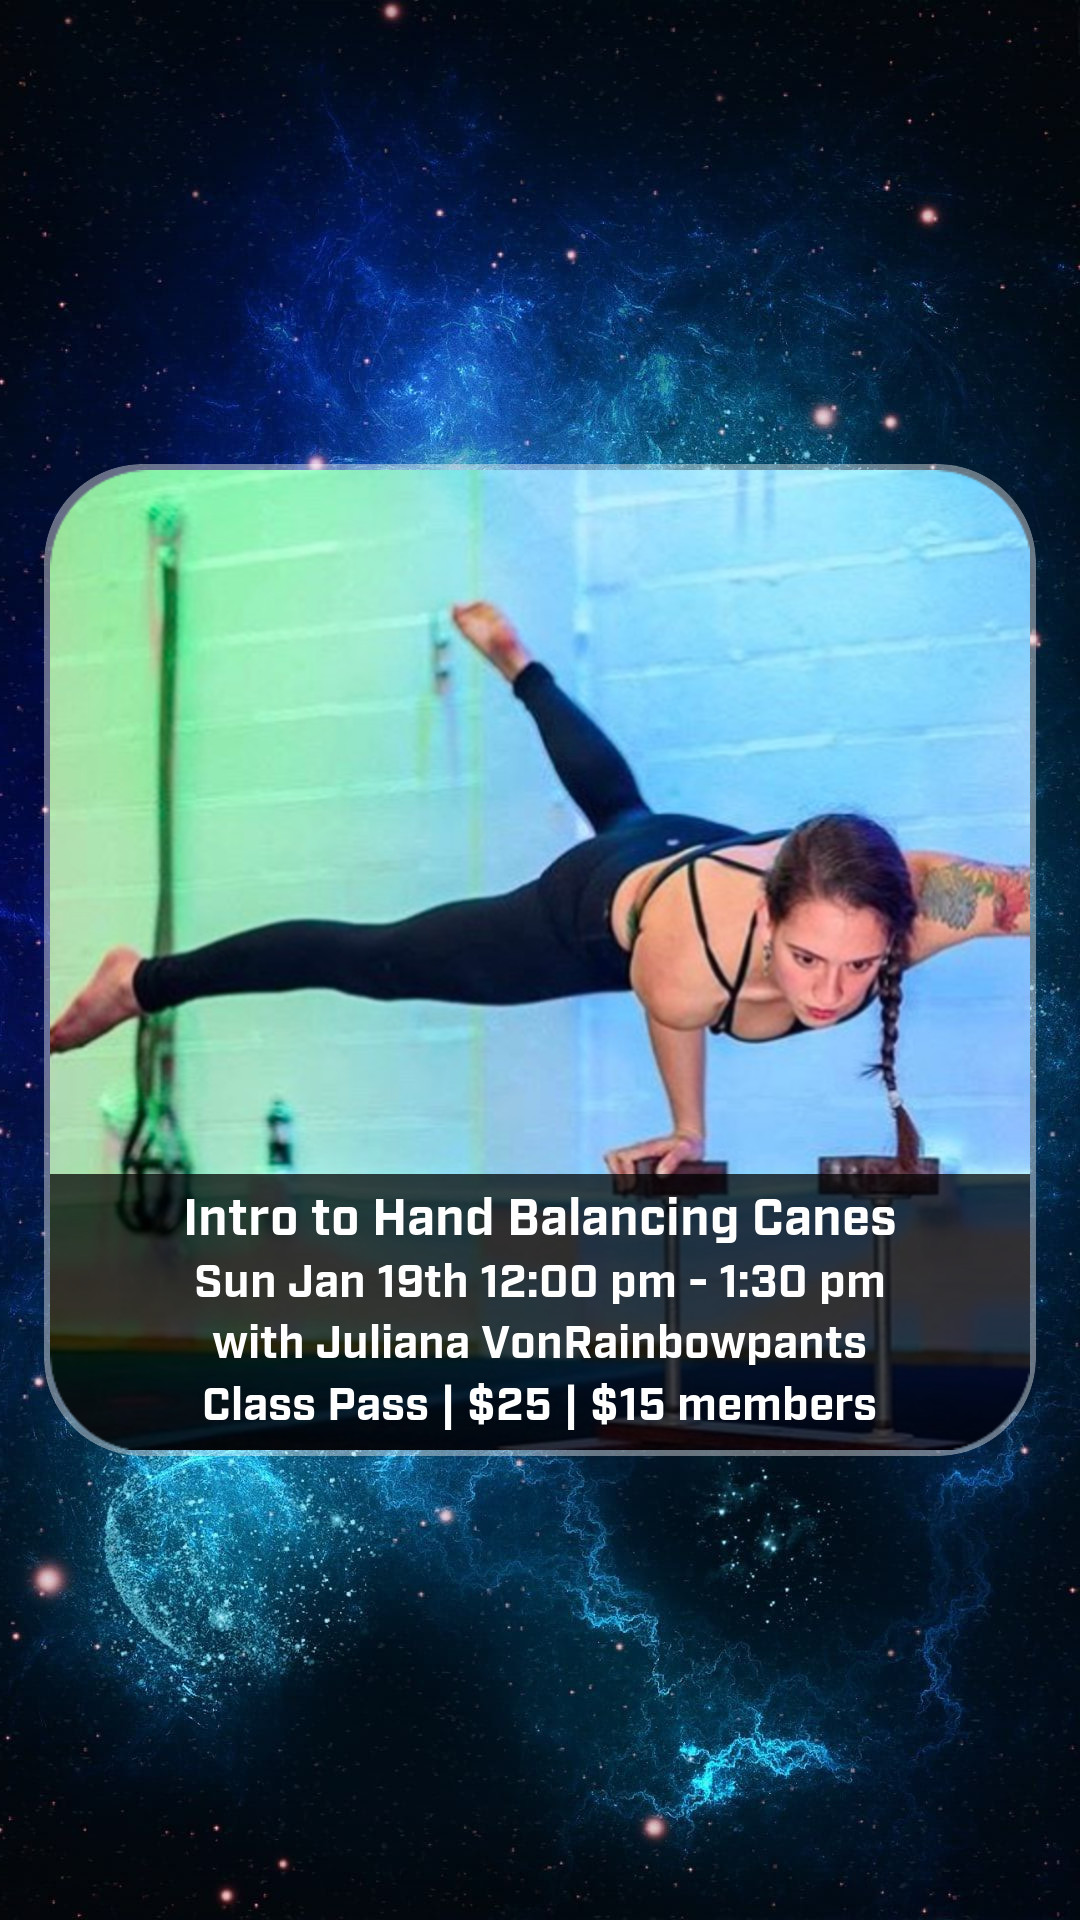 Intro to Hand Balancing Canes
Sun Jan 19th 12:00 pm - 1:30 pm
with Juliana VonRainbowpants
Class Pass | $25 | $15 members